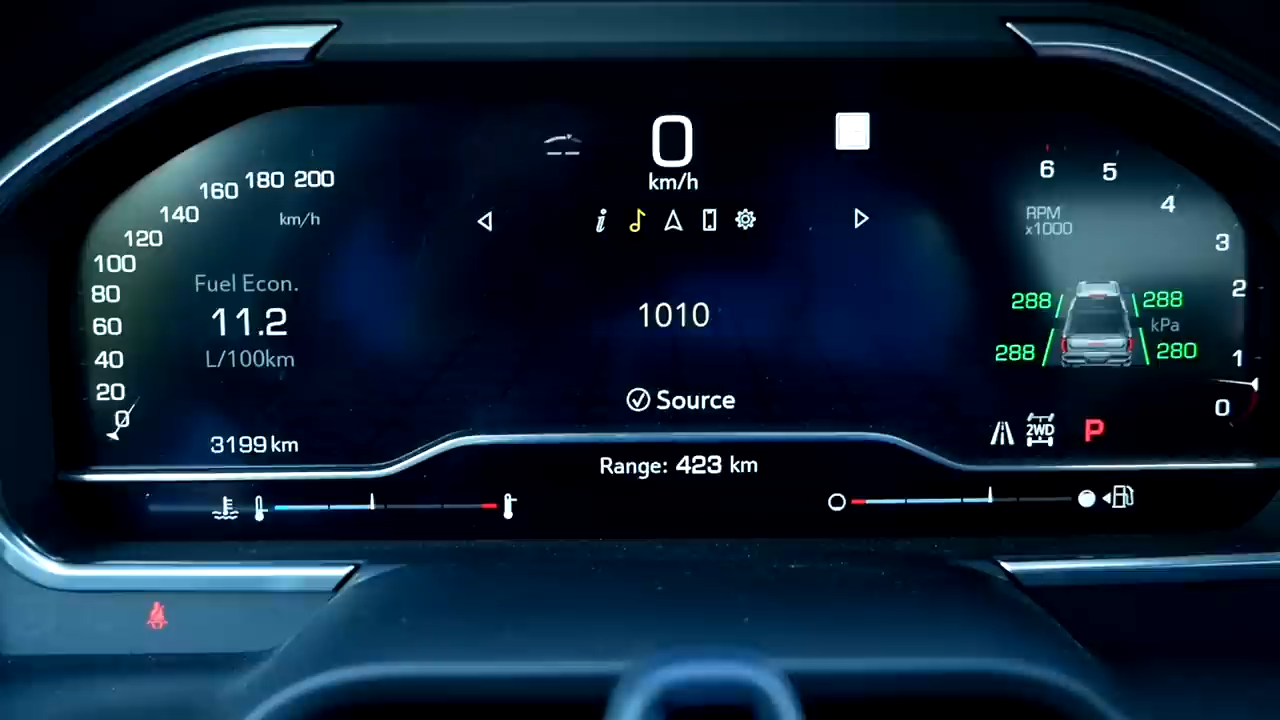 0
km/h
200
180
160
140
120
100
80
60
40
20
0
km/h
Fuel Econ.
11.2
L/100km
3199 km
i
1010
Source
Range: 423 km
6
5
4
3
2
1
0
RPM
x1000
288
288
kPa
288
280
2WD
P